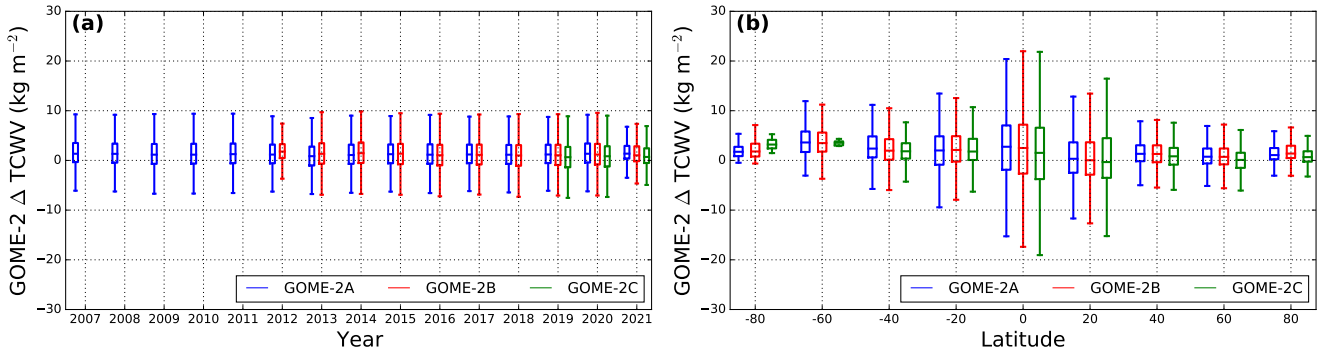 (a)
GOME-2 Δ TCWV (kg m⁻²)
30
20
10
0
−10
−20
−30
GOME-2A GOME-2B GOME-2C
2007 2008 2009 2010 2011 2012 2013 2014 2015 2016 2017 2018 2019 2020 2021
Year
(b)
GOME-2 Δ TCWV (kg m⁻²)
30
20
10
0
−10
−20
−30
GOME-2A GOME-2B GOME-2C
-80 -60 -40 -20 0 20 40 60 80
Latitude